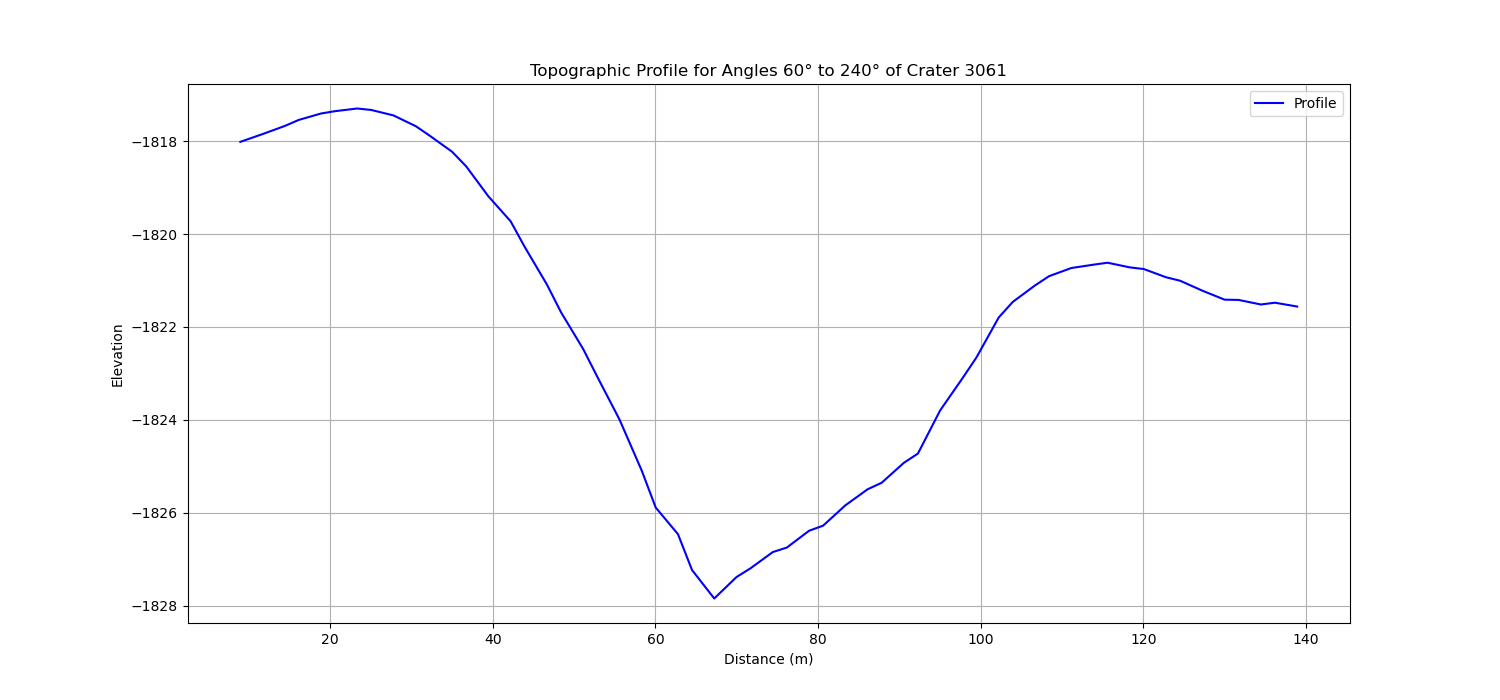 Topographic Profile for Angles 60° to 240° of Crater 3061
Profile
−1818
−1820
−1822
−1824
−1826
−1828
Elevation
20 40 60 80 100 120 140
Distance (m)